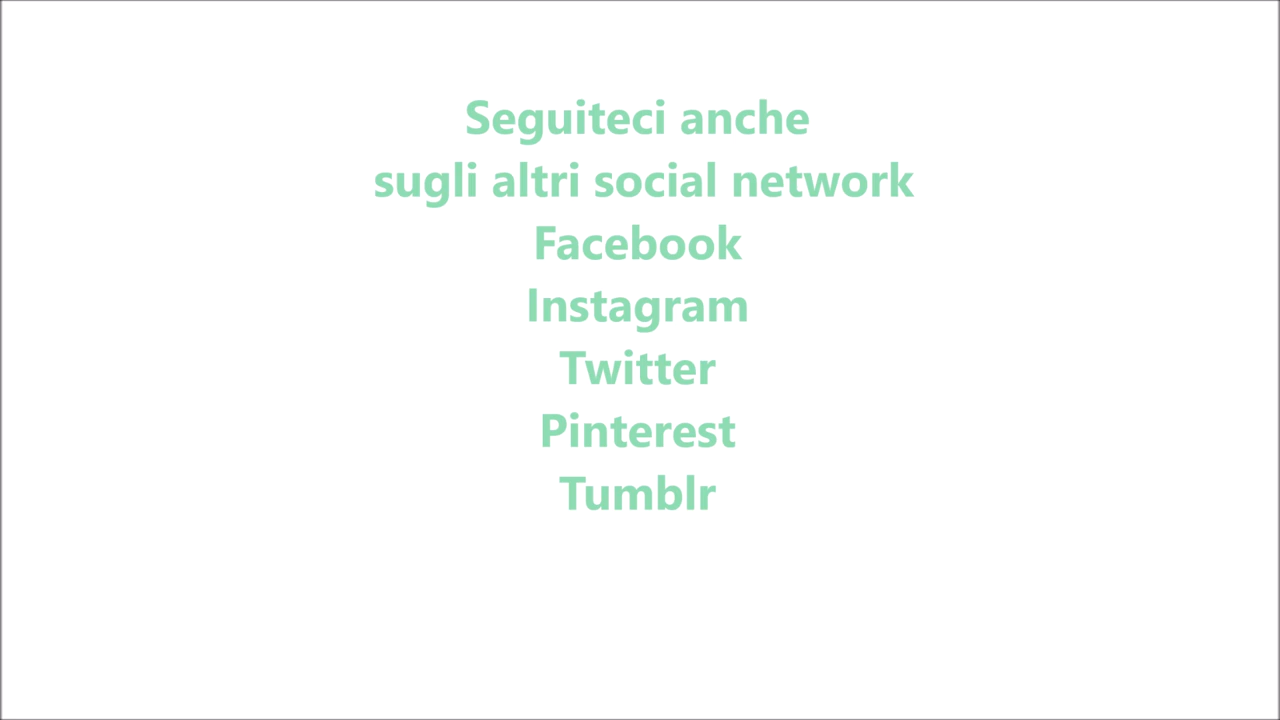 Seguiteci anche
sugli altri social network
Facebook
Instagram
Twitter
Pinterest
Tumblr